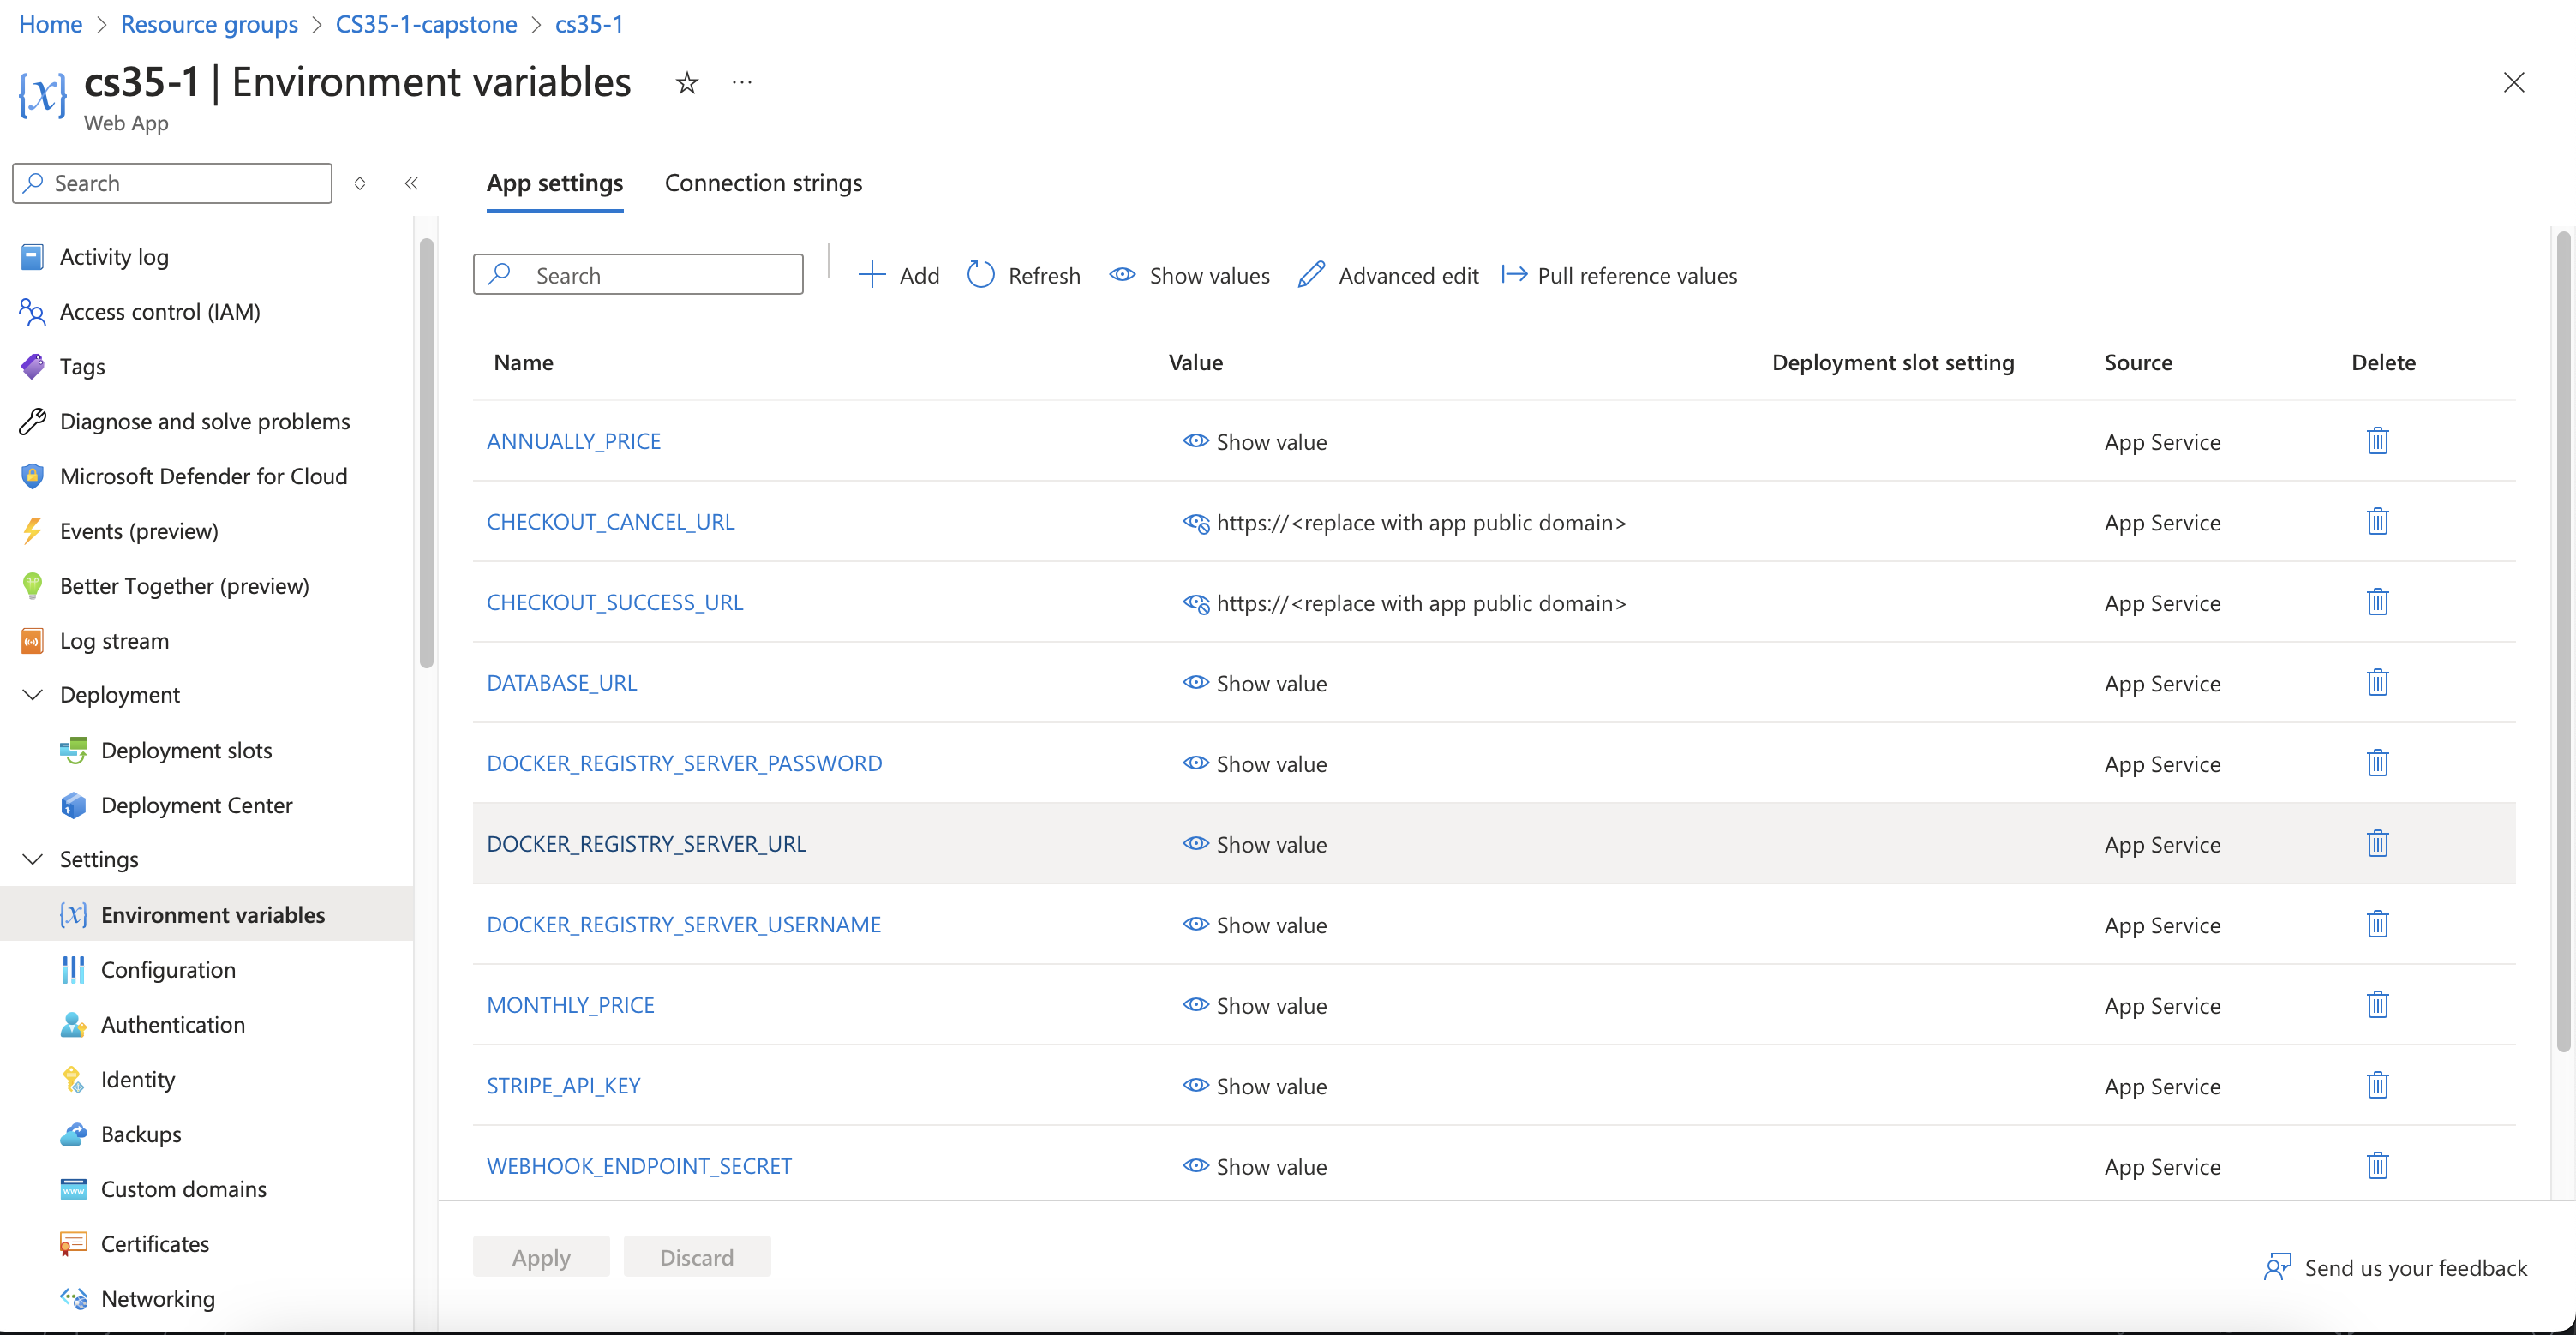 Home > Resource groups > CS35-1-capstone > cs35-1
{x} cs35-1 | Environment variables
Web App
Search
App settings Connection strings
Search Add Refresh Show values Advanced edit Pull reference values
Activity log
Access control (IAM)
Tags
Diagnose and solve problems
Microsoft Defender for Cloud
Events (preview)
Better Together (preview)
Log stream
Deployment
Deployment slots
Deployment Center
Settings
{x} Environment variables
Configuration
Authentication
Identity
Backups
www Custom domains
Certificates
Networking
Name Value Deployment slot setting Source Delete
ANNUALLY_PRICE Show value App Service
CHECKOUT_CANCEL_URL https://<replace with app public domain> App Service
CHECKOUT_SUCCESS_URL https://<replace with app public domain> App Service
DATABASE_URL Show value App Service
DOCKER_REGISTRY_SERVER_PASSWORD Show value App Service
DOCKER_REGISTRY_SERVER_URL Show value App Service
DOCKER_REGISTRY_SERVER_USERNAME Show value App Service
MONTHLY_PRICE Show value App Service
STRIPE_API_KEY Show value App Service
WEBHOOK_ENDPOINT_SECRET Show value App Service
Apply Discard
Send us your feedback